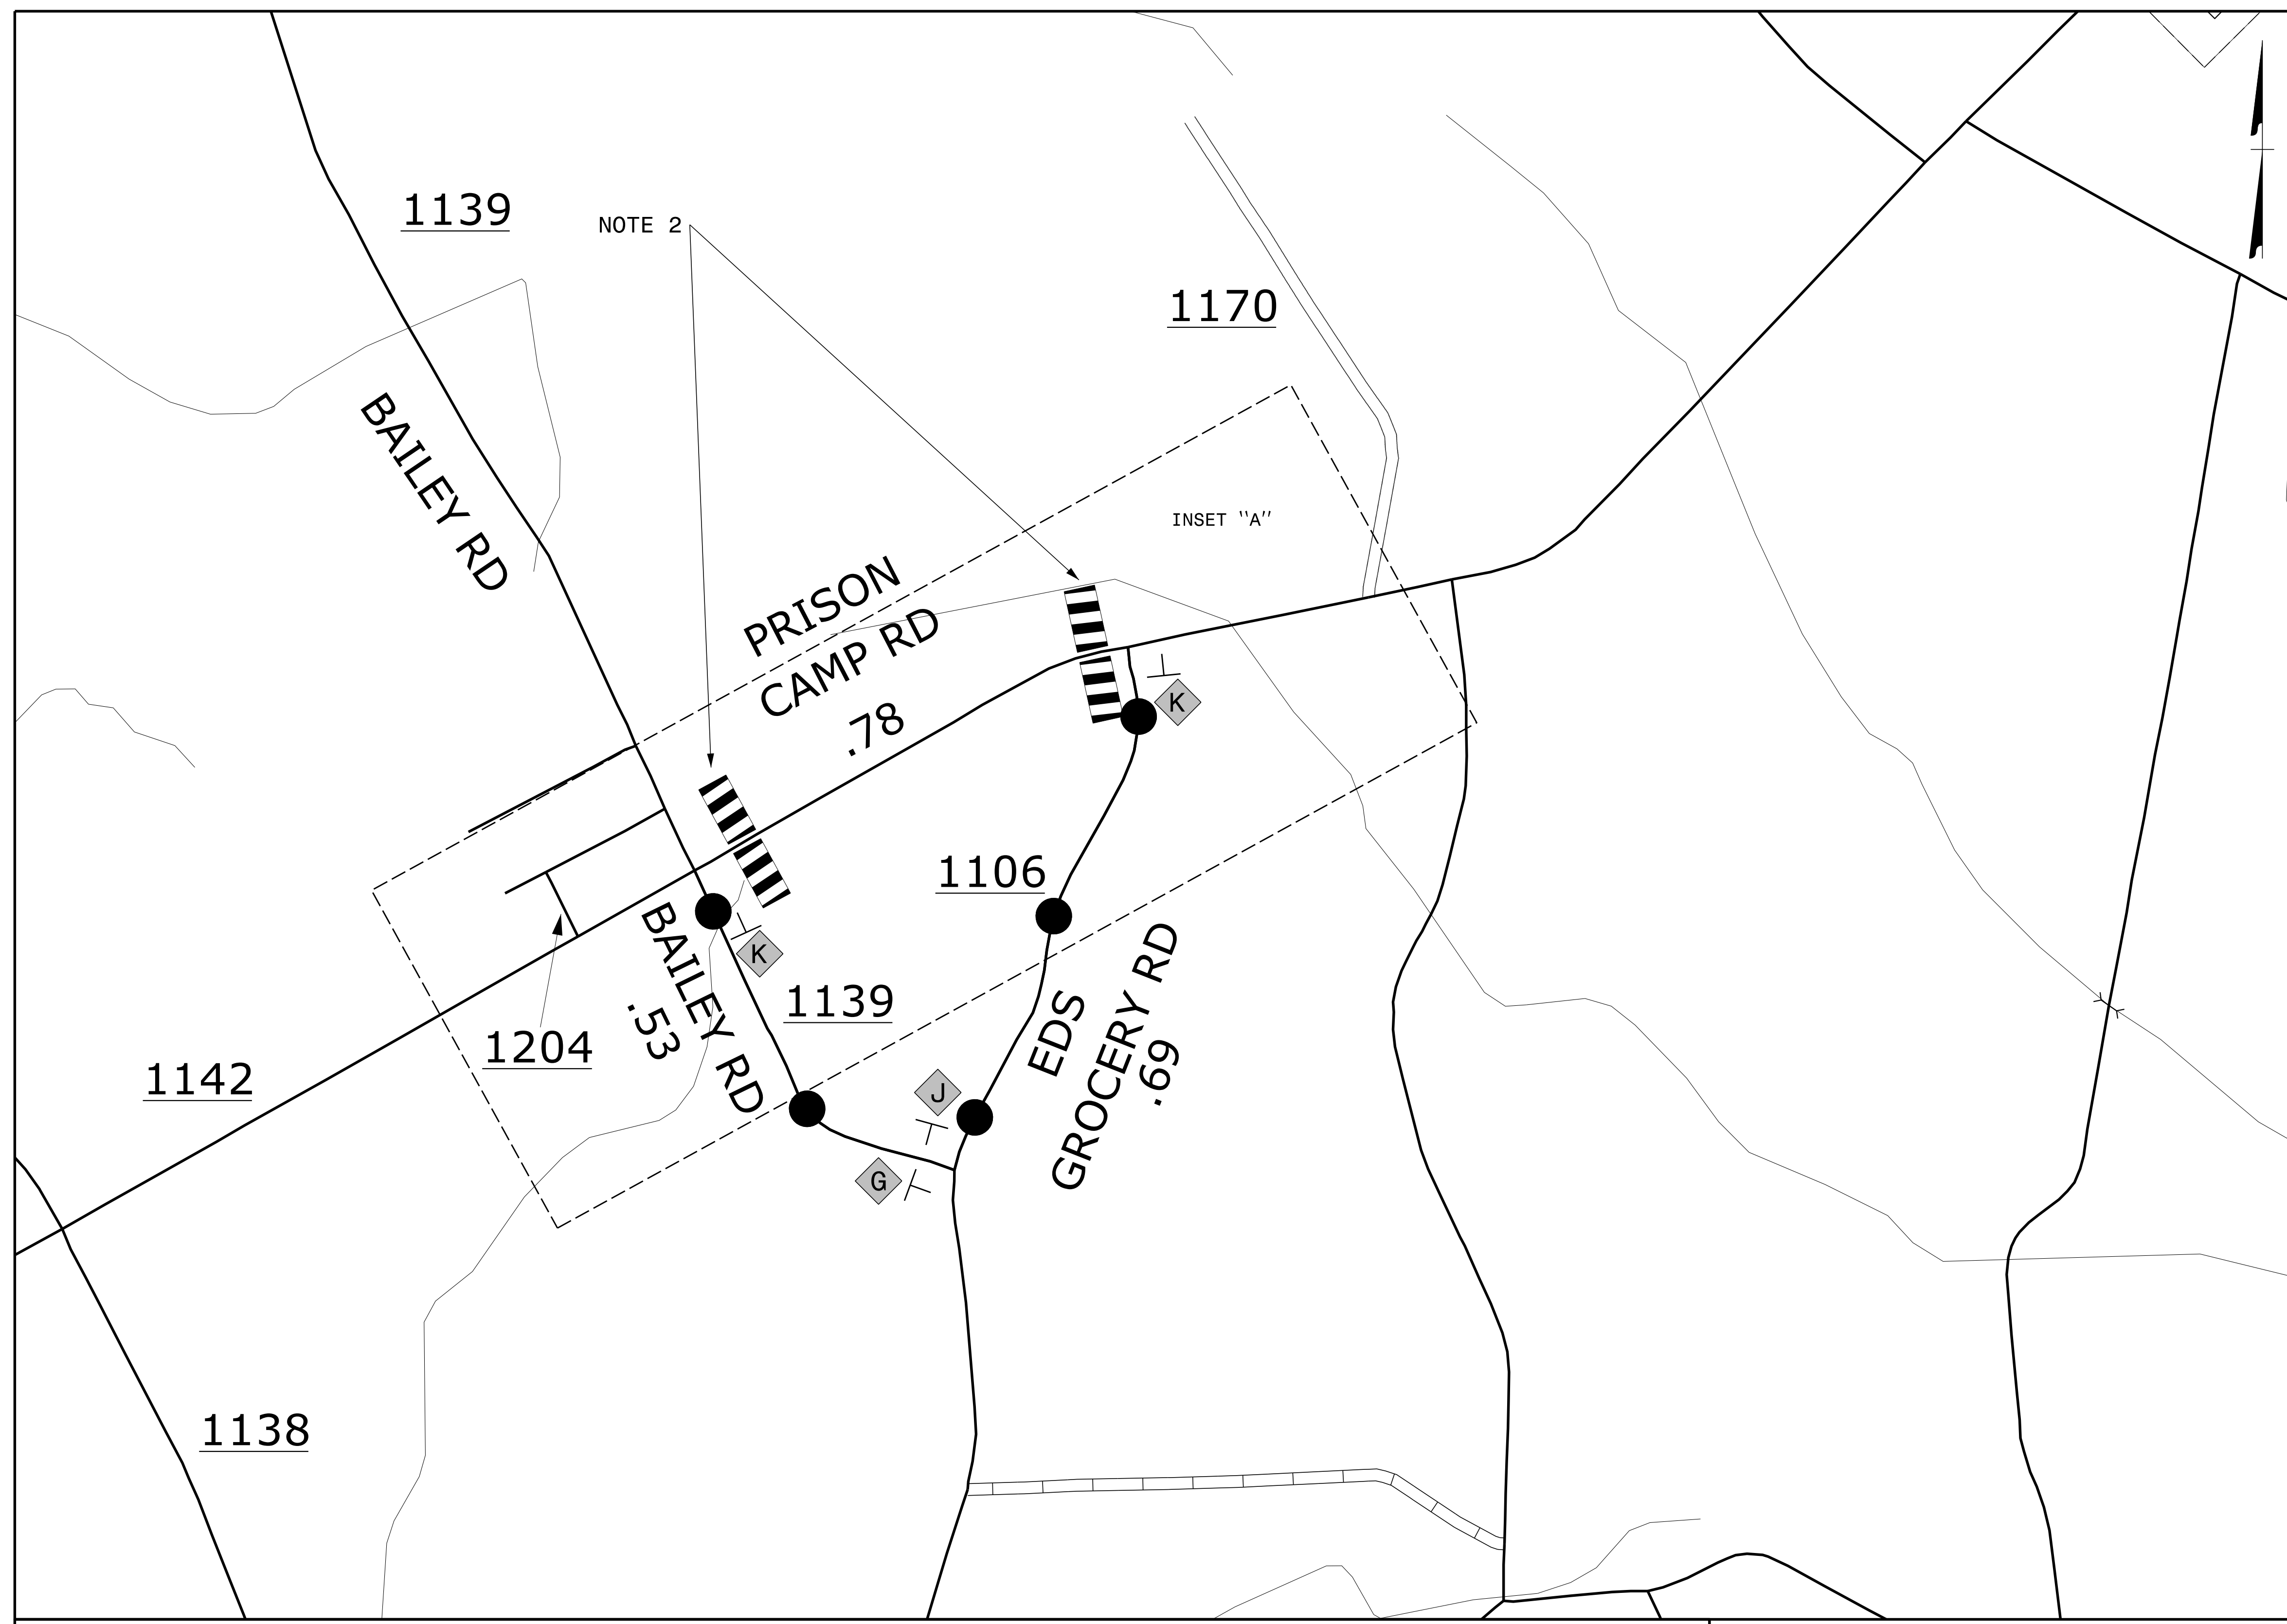 1139
NOTE 2
1170
BAILEY RD
INSET "A"
PRISON
CAMP RD
.78
K
1106
K
BAILEY RD
.53
1139
EDS
GROCERY RD
.69
1204
1142
J
G
1138